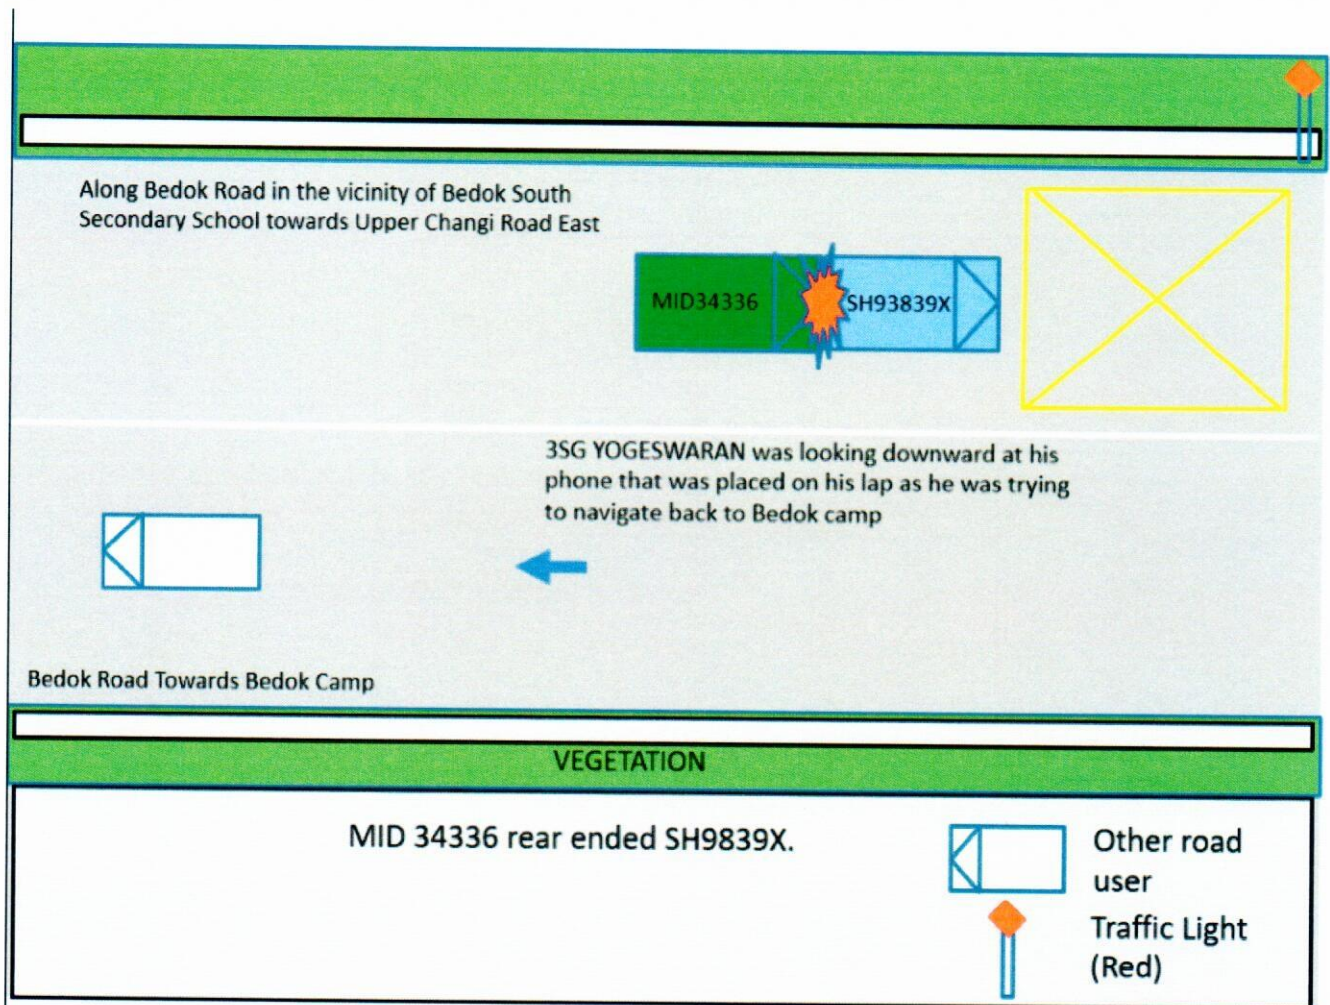 Along Bedok Road in the vicinity of Bedok South
Secondary School towards Upper Changi Road East
MID34336
SH93839X
3SG YOGESWARAN was looking downward at his
phone that was placed on his lap as he was trying
to navigate back to Bedok camp
Bedok Road Towards Bedok Camp
VEGETATION
MID 34336 rear ended SH9839X.
Other road
user
Traffic Light
(Red)